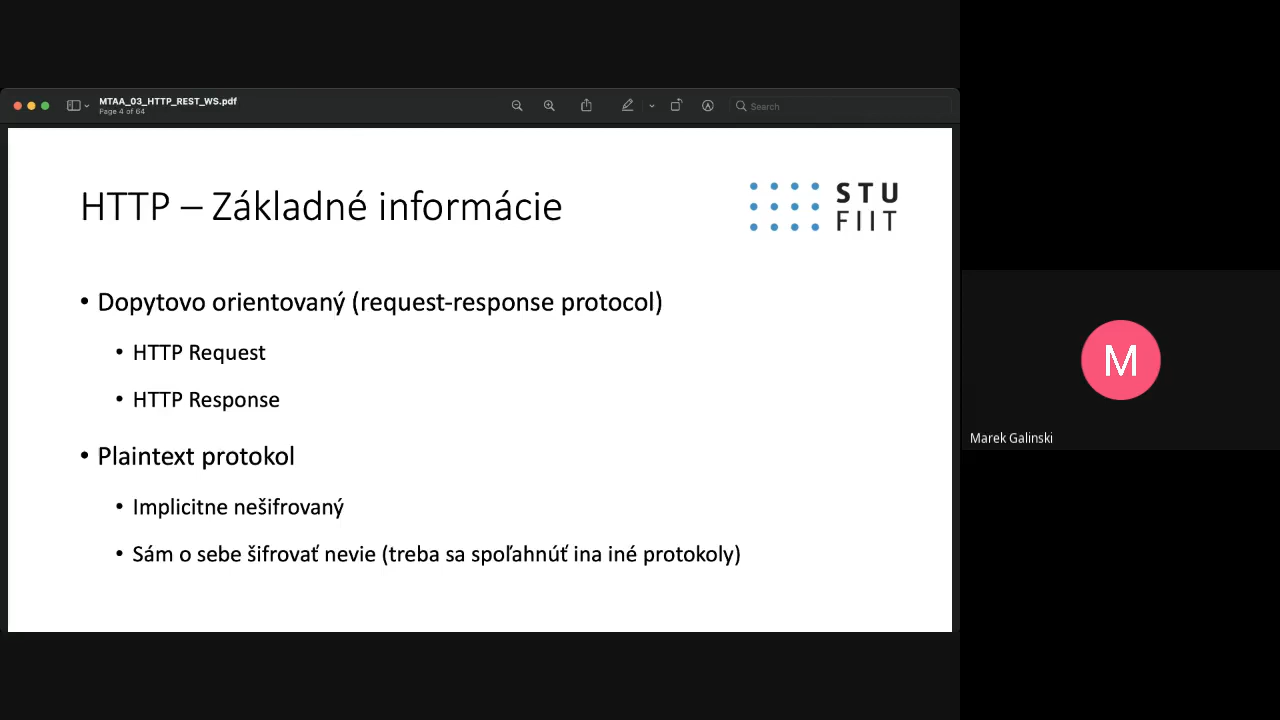 MTAA_03_HTTP_REST_WS.pdf
Page 4 of 64
Search
HTTP – Základné informácie
STU
FIIT
• Dopytovo orientovaný (request-response protocol)
• HTTP Request
• HTTP Response
• Plaintext protokol
• Implicitne nešifrovaný
• Sám o sebe šifrovať nevie (treba sa spoľahnúť ina iné protokoly)
M
Marek Galinski